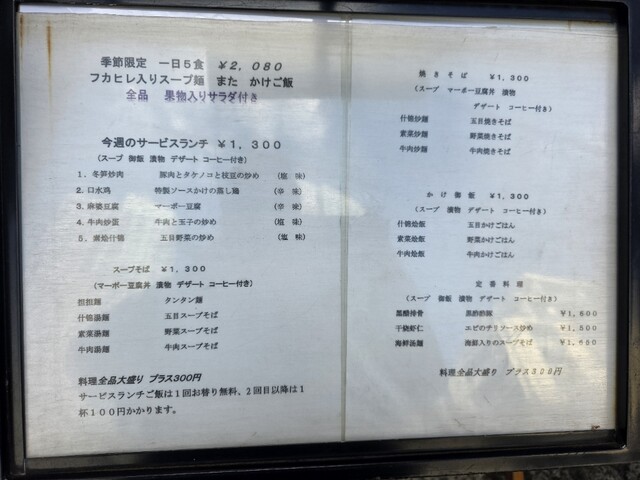 季節限定 一日5食 ¥2,080
フカヒレ入りスープ麺 また かけご飯
全品 果物入りサラダ付き
今週のサービスランチ ¥1,300
(スープ 御飯 漬物 デザート コーヒー付き)
1.冬笋炒肉 豚肉とタケノコと枝豆の炒め (塩 味)
2.口水鸡 特製ソースかけの蒸し鶏 (辛 味)
3.麻婆豆腐 マーボー豆腐 (辛 味)
4.牛肉炒蛋 牛肉と玉子の炒め (塩 味)
5.素烩什锦 五目野菜の炒め (塩 味)
スープそば ¥1,300
(マーボー豆腐丼 漬物 デザート コーヒー付き)
担担麺 タンタン麺
什锦湯麺 五目スープそば
素菜湯麺 野菜スープそば
牛肉湯麺 牛肉スープそば
料理全品大盛り プラス300円
サービスランチご飯は1回お替り無料、2回目以降は1
杯100円かかります。
焼きそば ¥1,300
(スープ マーボー豆腐丼 漬物
デザート コーヒー付き)
什锦炒麺 五目焼きそば
素菜炒麺 野菜焼きそば
牛肉炒麺 牛肉焼きそば
かけ御飯 ¥1,300
(スープ 漬物 デザート コーヒー付き)
什锦烩飯 五目かけごはん
素菜烩飯 野菜かけごはん
牛肉烩飯 牛肉かけごはん
定番料理
(スープ 御飯 漬物 デザート コーヒー付き)
黒醋排骨 黒酢酢豚 ¥1,600
干烧虾仁 エビのチリソース炒め ¥1,500
海鲜汤麺 海鮮入りのスープそば ¥1,680
料理全品大盛り プラス300円